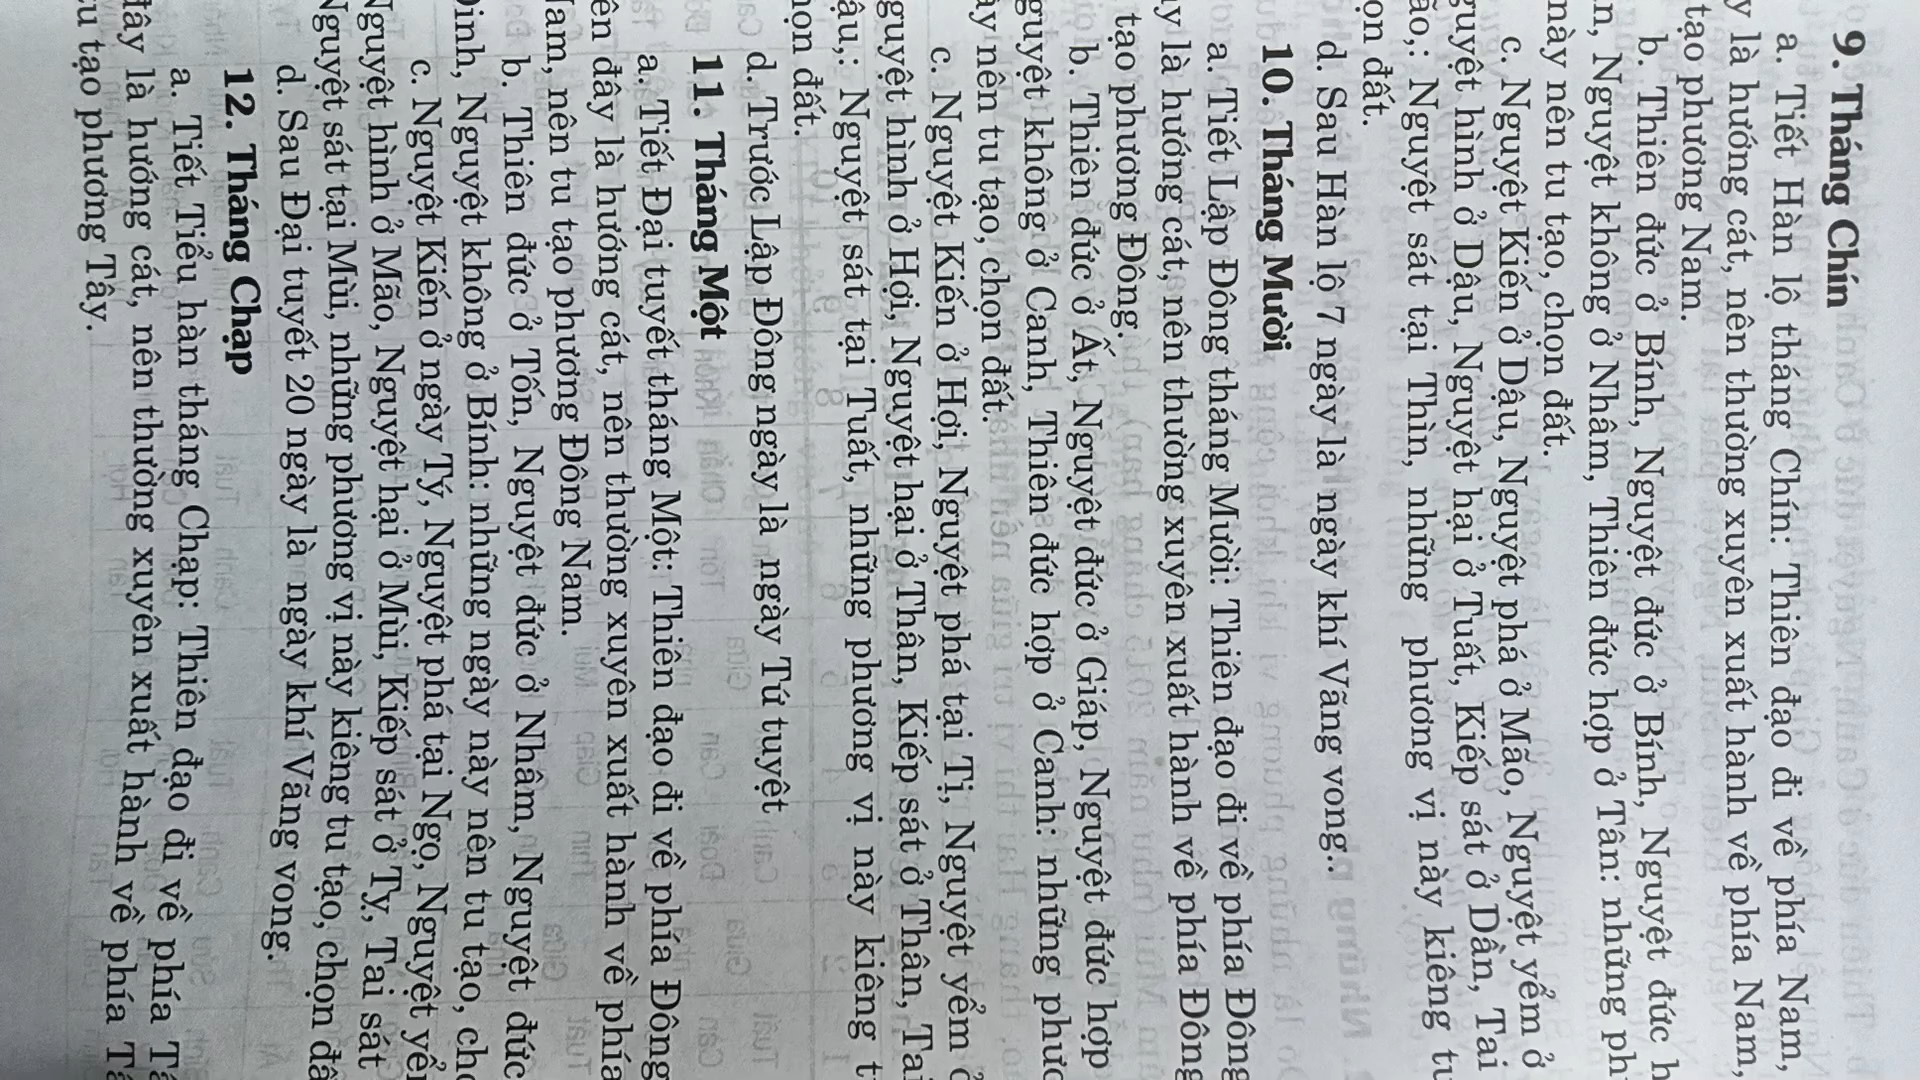 9. Tháng Chín
a. Tiết Hàn lộ tháng Chín: Thiên đạo đi về phía Nam,
y là hướng cát, nên thường xuyên xuất hành về phía Nam,
tạo phương Nam.
b. Thiên đức ở Bính, Nguyệt đức ở Bính, Nguyệt đức h
n, Nguyệt không ở Nhâm, Thiên đức hợp ở Tân: những ph
này nên tu tạo, chọn đất.
c. Nguyệt Kiến ở Dậu, Nguyệt phá ở Mão, Nguyệt yểm ở
guyệt hình ở Dậu, Nguyệt hại ở Tuất, Kiếp sát ở Dần, Tai
ão,: Nguyệt sát tại Thìn, những phương vị này kiêng tu
ọn đất.
d. Sau Hàn lộ 7 ngày là ngày khí Vãng vong..
10. Tháng Mười
a. Tiết Lập Đông tháng Mười: Thiên đạo đi về phía Đông
y là hướng cát, nên thường xuyên xuất hành về phía Đông
tạo phương Đông.
b. Thiên đức ở Ất, Nguyệt đức ở Giáp, Nguyệt đức hợp
guyệt không ở Canh, Thiên đức hợp ở Canh: những phươ
ày nên tu tạo, chọn đất.
c. Nguyệt Kiến ở Hợi, Nguyệt phá tại Tị, Nguyệt yểm ở
guyệt hình ở Hợi, Nguyệt hại ở Thân, Kiếp sát ở Thân, Tai
ậu,: Nguyệt sát tại Tuất, những phương vị này kiêng t
họn đất.
d. Trước Lập Đông ngày là ngày Tứ tuyệt
11. Tháng Một
a. Tiết Đại tuyết tháng Một: Thiên đạo đi về phía Đông
ên đây là hướng cát, nên thường xuyên xuất hành về phía
Nam, nên tu tạo phương Đông Nam.
b. Thiên đức ở Tốn, Nguyệt đức ở Nhâm, Nguyệt đức
Đinh, Nguyệt không ở Bính: những ngày này nên tu tạo, chọ
c. Nguyệt Kiến ở ngày Tý, Nguyệt phá tại Ngọ, Nguyệt yể
Nguyệt hình ở Mão, Nguyệt hại ở Mùi, Kiếp sát ở Tỵ, Tai sát
Nguyệt sát tại Mùi, những phương vị này kiêng tu tạo, chọn đấ
d. Sau Đại tuyết 20 ngày là ngày khí Vãng vong.
12. Tháng Chạp
a. Tiết Tiểu hàn tháng Chạp: Thiên đạo đi về phía Tâ
đây là hướng cát, nên thường xuyên xuất hành về phía Tâ
tu tạo phương Tây.